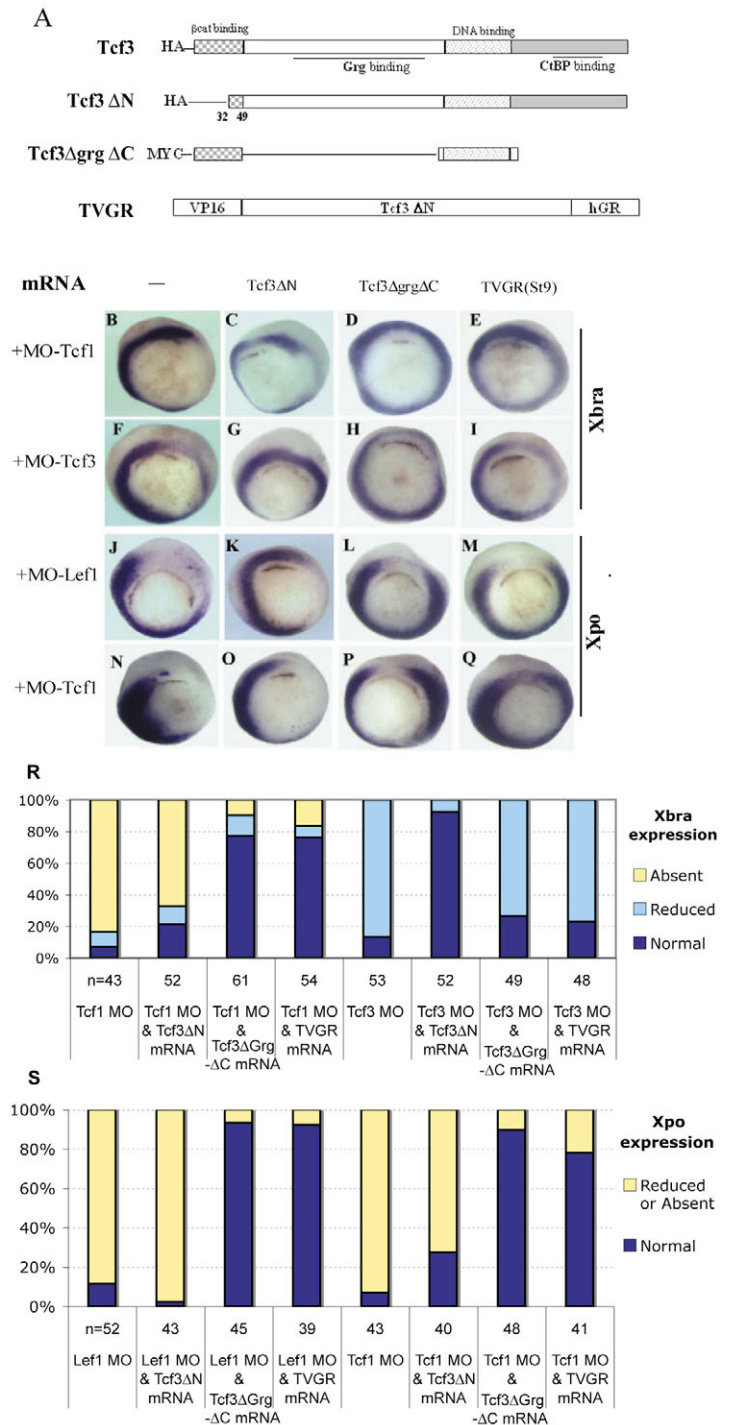 A
βcat binding DNA binding
Tcf3 HA
Grg binding CtBP binding
Tcf3 ΔN HA
32 49
Tcf3Δgrg ΔC MYC
TVGR VP16 Tcf3 ΔN hGR
mRNA — Tcf3ΔN Tcf3ΔgrgΔC TVGR(St9)
+MO-Tcf1 B C D E
+MO-Tcf3 F G H I
Xbra
+MO-Lef1 J K L M
+MO-Tcf1 N O P Q
Xpo
R
100%
80%
60%
40%
20%
0%
Xbra
expression
Absent
Reduced
Normal
n=43 52 61 54 53 52 49 48
Tcf1 MO
Tcf1 MO
& Tcf3ΔN
mRNA
Tcf1 MO
&
Tcf3ΔGrg
-ΔC mRNA
Tcf1 MO
& TVGR
mRNA
Tcf3 MO
Tcf3 MO
& Tcf3ΔN
mRNA
Tcf3 MO
&
Tcf3ΔGrg
-ΔC mRNA
Tcf3 MO
& TVGR
mRNA
S
100%
80%
60%
40%
20%
0%
Xpo
expression
Reduced
or Absent
Normal
n=52 43 45 39 43 40 48 41
Lef1 MO
Lef1 MO
& Tcf3ΔN
mRNA
Lef1 MO
&
Tcf3ΔGrg
-ΔC mRNA
Lef1 MO
& TVGR
mRNA
Tcf1 MO
Tcf1 MO
& Tcf3ΔN
mRNA
Tcf1 MO
&
Tcf3ΔGrg
-ΔC mRNA
Tcf1 MO
& TVGR
mRNA